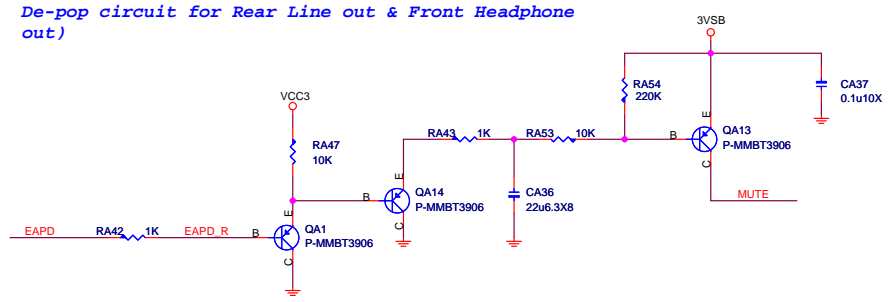 De-pop circuit for Rear Line out & Front Headphone
out)
3VSB
RA54
220K
CA37
0.1u10X
VCC3
RA47
10K
RA43 1K RA53 10K
B E C
QA13
P-MMBT3906
B E C
QA14
P-MMBT3906
CA36
22u6.3X8
MUTE
EAPD RA42 1K EAPD_R
B E C
QA1
P-MMBT3906